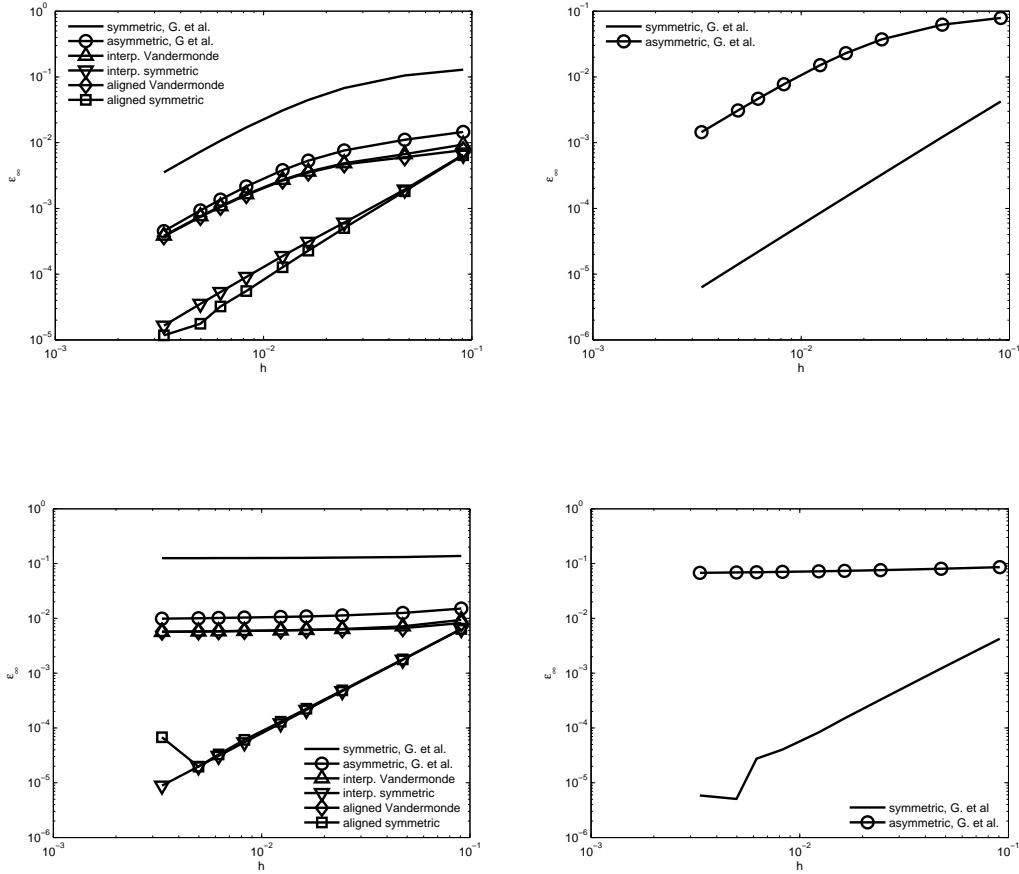 10^0
10^-1
10^-2
10^-3
10^-4
10^-5
ε∞
symmetric, G. et al.
asymmetric, G et al.
interp. Vandermonde
interp. symmetric
aligned Vandermonde
aligned symmetric
10^-3
10^-2
10^-1
h
10^-1
10^-2
10^-3
10^-4
10^-5
10^-6
ε∞
symmetric, G. et al.
asymmetric, G. et al.
10^-3
10^-2
10^-1
h
10^0
10^-1
10^-2
10^-3
10^-4
10^-5
10^-6
ε∞
symmetric, G. et al.
asymmetric, G. et al.
interp. Vandermonde
interp. symmetric
aligned Vandermonde
aligned symmetric
10^-3
10^-2
10^-1
h
10^0
10^-1
10^-2
10^-3
10^-4
10^-5
10^-6
ε∞
symmetric, G. et al
asymmetric, G. et al.
10^-3
10^-2
10^-1
h